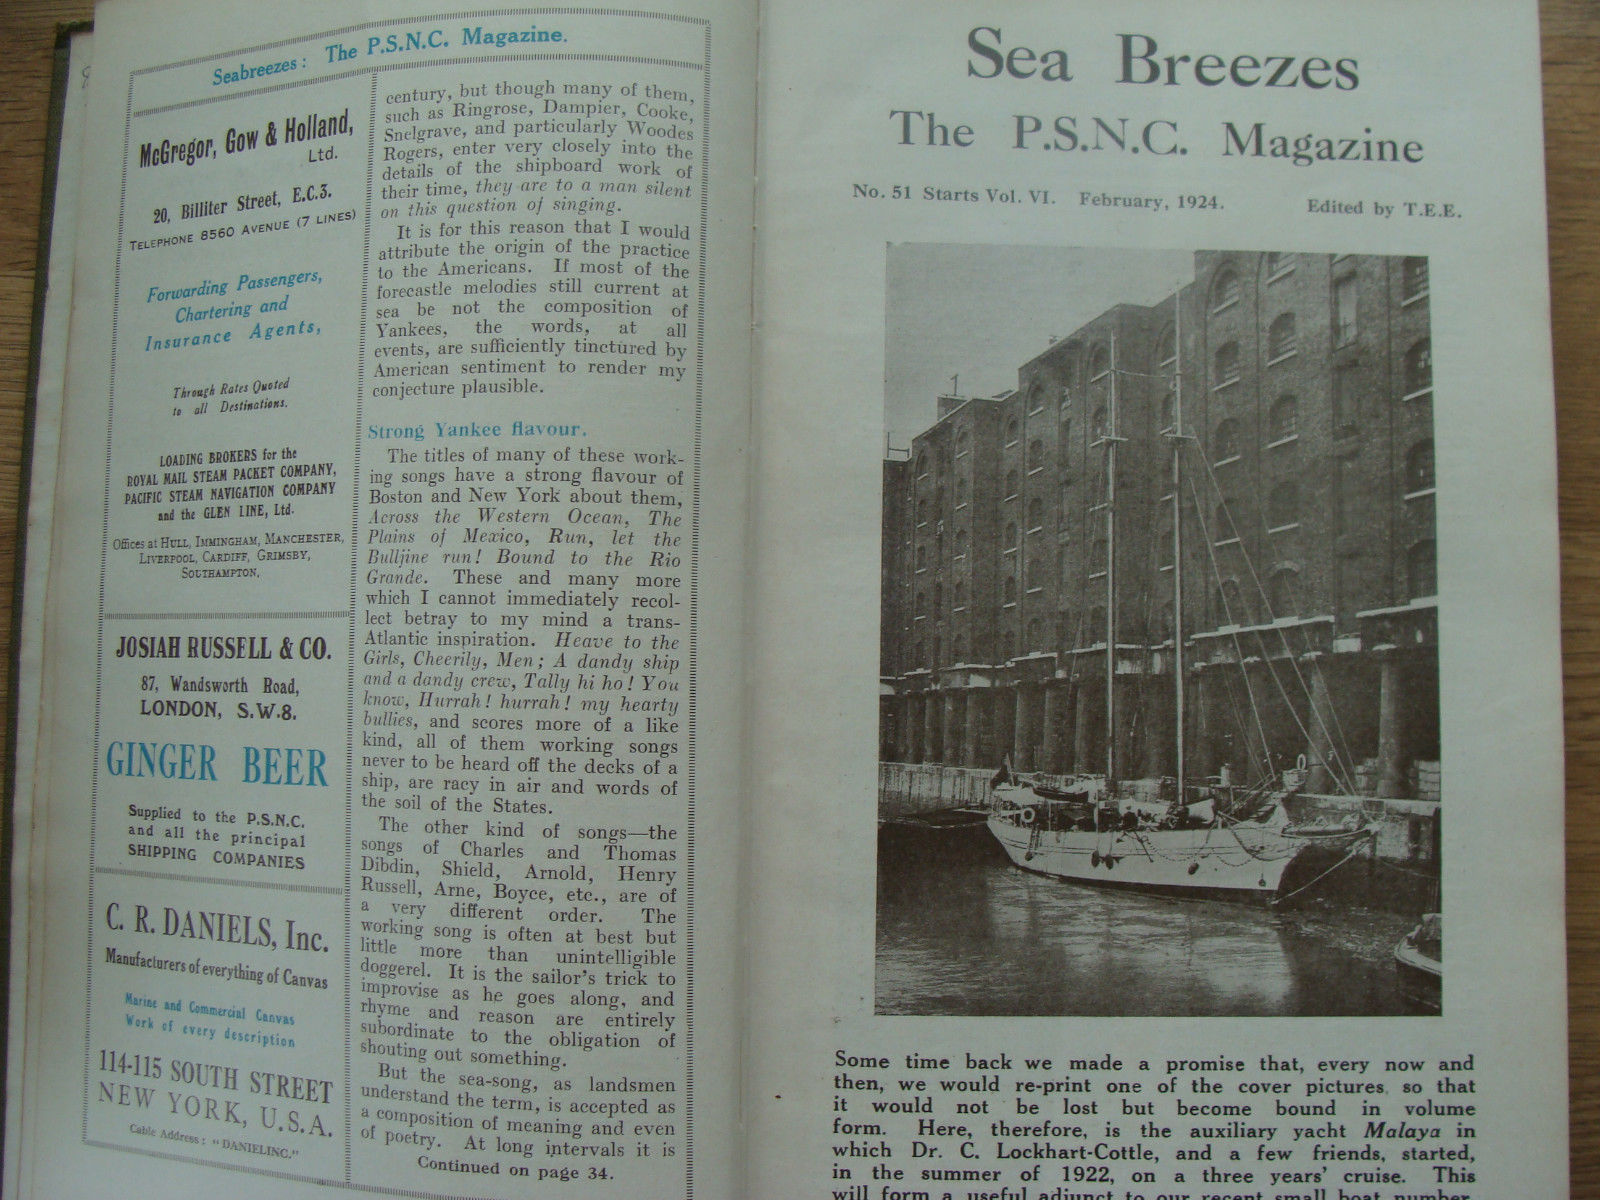 Seabreezes: The P.S.N.C. Magazine.
McGregor, Gow & Holland,
Ltd.
20, Billiter Street, E.C.3.
TELEPHONE 8560 AVENUE (7 LINES)
Forwarding Passengers,
Chartering and
Insurance Agents,
Through Rates Quoted
to all Destinations.
LOADING BROKERS for the
ROYAL MAIL STEAM PACKET COMPANY,
PACIFIC STEAM NAVIGATION COMPANY
and the GLEN LINE, Ltd.
Offices at HULL, IMMINGHAM, MANCHESTER,
LIVERPOOL, CARDIFF, GRIMSBY,
SOUTHAMPTON.
JOSIAH RUSSELL & CO.
87, Wandsworth Road,
LONDON, S.W.8.
GINGER BEER
Supplied to the P.S.N.C.
and all the principal
SHIPPING COMPANIES
C. R. DANIELS, Inc.
Manufacturers of everything of Canvas
Marine and Commercial Canvas
Work of every description
114-115 SOUTH STREET
NEW YORK, U.S.A.
Cable Address: "DANIELINC."
century, but though many of them,
such as Ringrose, Dampier, Cooke,
Snelgrave, and particularly Woodes
Rogers, enter very closely into the
details of the shipboard work of
their time, they are to a man silent
on this question of singing.
It is for this reason that I would
attribute the origin of the practice
to the Americans. If most of the
forecastle melodies still current at
sea be not the composition of
Yankees, the words, at all
events, are sufficiently tinctured by
American sentiment to render my
conjecture plausible.
Strong Yankee flavour.
The titles of many of these work-
ing songs have a strong flavour of
Boston and New York about them,
Across the Western Ocean, The
Plains of Mexico, Run, let the
Bulljine run! Bound to the Rio
Grande. These and many more
which I cannot immediately recol-
lect betray to my mind a trans-
Atlantic inspiration. Heave to the
Girls, Cheerily, Men; A dandy ship
and a dandy crew, Tally hi ho! You
know, Hurrah! hurrah! my hearty
bullies, and scores more of a like
kind, all of them working songs
never to be heard off the decks of a
ship, are racy in air and words of
the soil of the States.
The other kind of songs—the
songs of Charles and Thomas
Dibdin, Shield, Arnold, Henry
Russell, Arne, Boyce, etc., are of
a very different order. The
working song is often at best but
little more than unintelligible
doggerel. It is the sailor's trick to
improvise as he goes along, and
rhyme and reason are entirely
subordinate to the obligation of
shouting out something.
But the sea-song, as landsmen
understand the term, is accepted as
a composition of meaning and even
of poetry. At long intervals it is
Continued on page 34.
Sea Breezes
The P.S.N.C. Magazine
No. 51 Starts Vol. VI. February, 1924. Edited by T.E.E.
Some time back we made a promise that, every now and
then, we would re-print one of the cover pictures, so that
it would not be lost but become bound in volume
form. Here, therefore, is the auxiliary yacht Malaya in
which Dr. C. Lockhart-Cottle, and a few friends, started,
in the summer of 1922, on a three years' cruise. This
will form a useful adjunct to our recent small boat number.